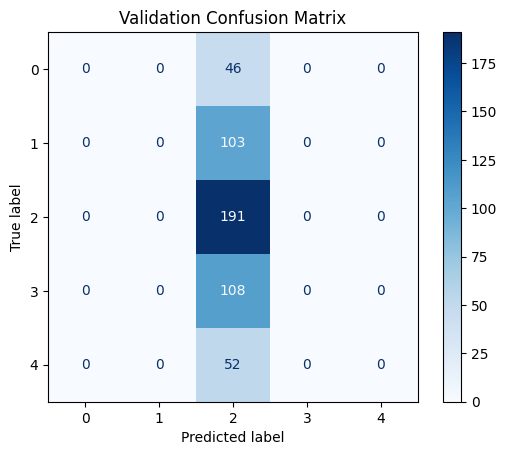 Validation Confusion Matrix
True label
0 0 0 46 0 0
1 0 0 103 0 0
2 0 0 191 0 0
3 0 0 108 0 0
4 0 0 52 0 0
0 1 2 3 4
Predicted label
175
150
125
100
75
50
25
0